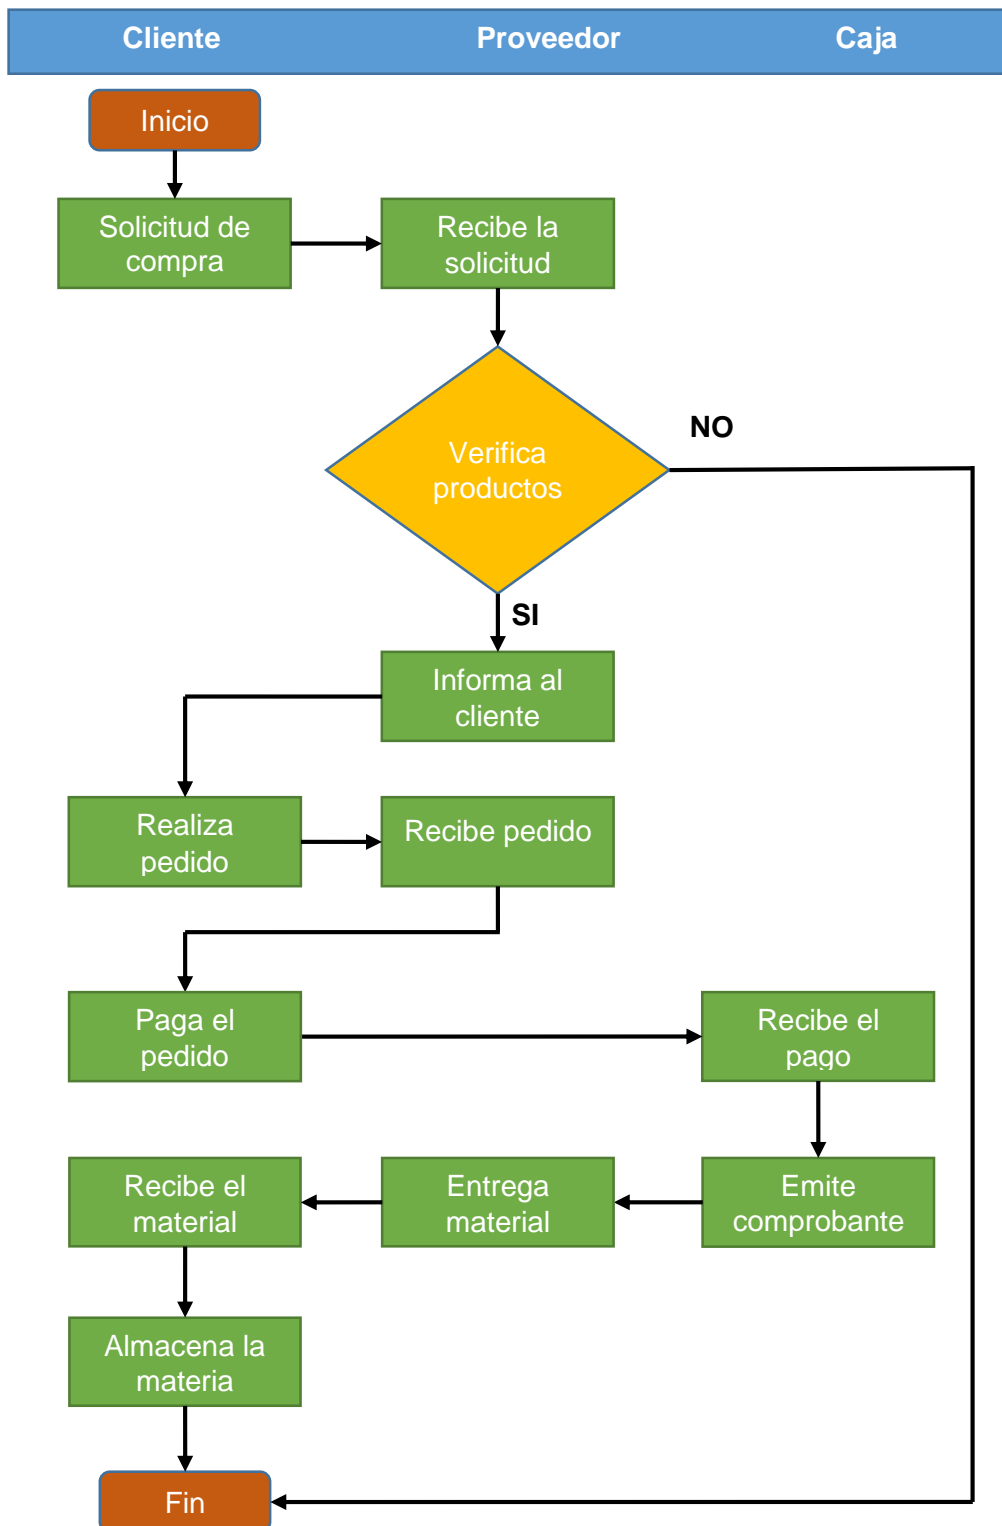 Cliente Proveedor Caja
Inicio
Solicitud de
compra
Recibe la
solicitud
Verifica
productos
NO
SI
Informa al
cliente
Realiza
pedido
Recibe pedido
Paga el
pedido
Recibe el
pago
Recibe el
material
Entrega
material
Emite
comprobante
Almacena la
materia
Fin